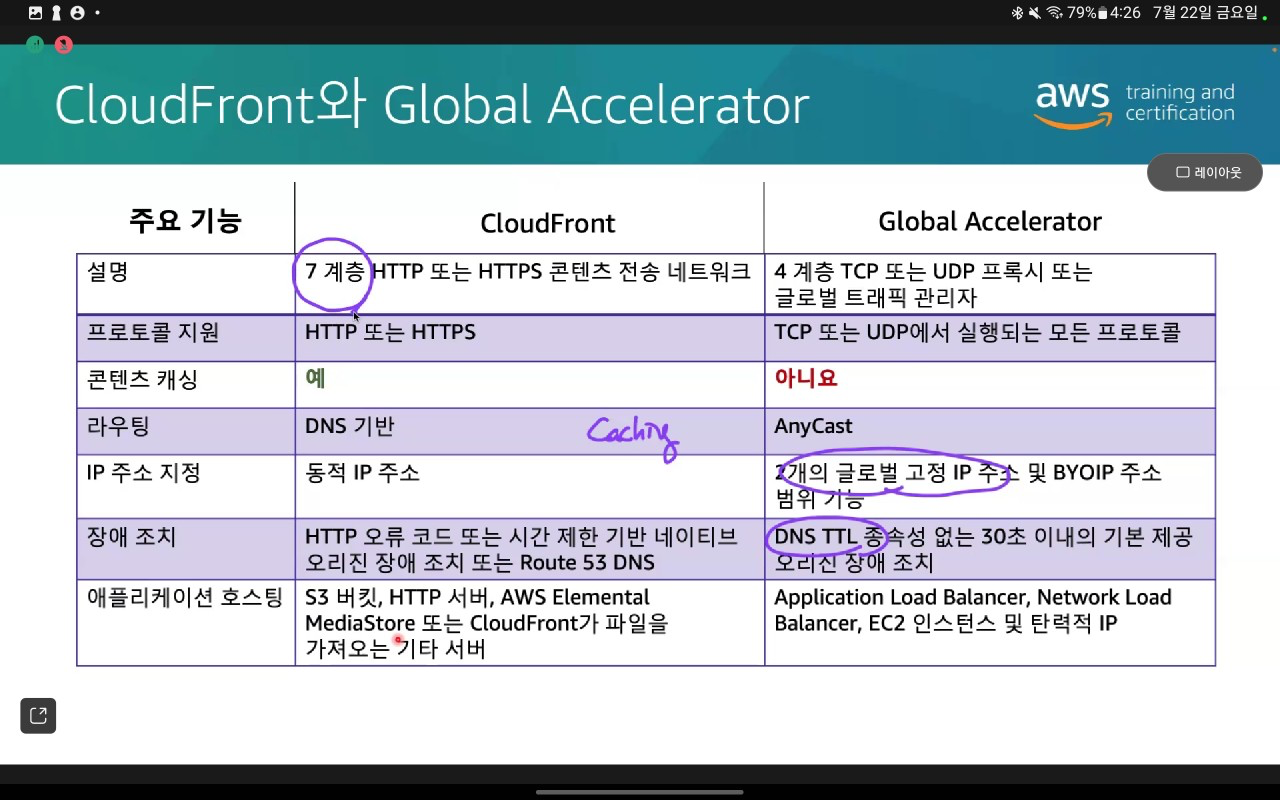 79% 4:26 7월 22일 금요일
CloudFront와 Global Accelerator
aws training and certification
레이아웃
주요 기능 CloudFront Global Accelerator
설명 7 계층 HTTP 또는 HTTPS 콘텐츠 전송 네트워크 4 계층 TCP 또는 UDP 프록시 또는
글로벌 트래픽 관리자
프로토콜 지원 HTTP 또는 HTTPS TCP 또는 UDP에서 실행되는 모든 프로토콜
콘텐츠 캐싱 예 아니요
라우팅 DNS 기반 Caching AnyCast
IP 주소 지정 동적 IP 주소 2개의 글로벌 고정 IP 주소 및 BYOIP 주소
범위 기능
장애 조치 HTTP 오류 코드 또는 시간 제한 기반 네이티브 DNS TTL 종속성 없는 30초 이내의 기본 제공
오리진 장애 조치 또는 Route 53 DNS 오리진 장애 조치
애플리케이션 호스팅 S3 버킷, HTTP 서버, AWS Elemental Application Load Balancer, Network Load
MediaStore 또는 CloudFront가 파일을 Balancer, EC2 인스턴스 및 탄력적 IP
가져오는 기타 서버